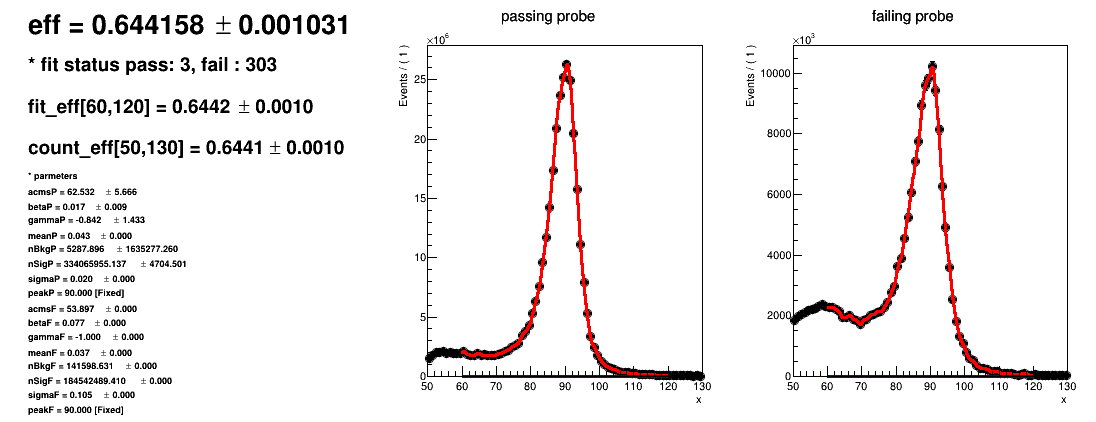 eff = 0.644158 ± 0.001031
* fit status pass: 3, fail : 303
fit_eff[60,120] = 0.6442 ± 0.0010
count_eff[50,130] = 0.6441 ± 0.0010
* parmeters
acmsP = 62.532 ± 5.666
betaP = 0.017 ± 0.009
gammaP = -0.842 ± 1.433
meanP = 0.043 ± 0.000
nBkgP = 5287.896 ± 1635277.260
nSigP = 334065955.137 ± 4704.501
sigmaP = 0.020 ± 0.000
peakP = 90.000 [Fixed]
acmsF = 53.897 ± 0.000
betaF = 0.077 ± 0.000
gammaF = -1.000 ± 0.000
meanF = 0.037 ± 0.000
nBkgF = 141598.631 ± 0.000
nSigF = 184542489.410 ± 0.000
sigmaF = 0.105 ± 0.000
peakF = 90.000 [Fixed]
passing probe
×10⁶
Events / ( 1 )
25
20
15
10
5
0
50 60 70 80 90 100 110 120 130
x
failing probe
×10³
Events / ( 1 )
10000
8000
6000
4000
2000
0
50 60 70 80 90 100 110 120 130
x